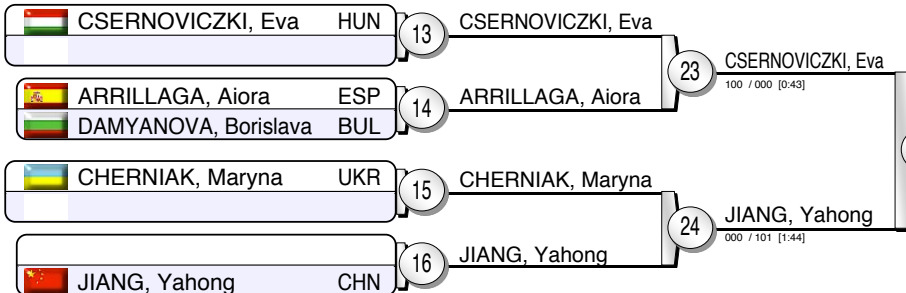 CSERNOVICZKI, Eva HUN
13
CSERNOVICZKI, Eva
23
CSERNOVICZKI, Eva
100 / 000 [0:43]
ARRILLAGA, Aiora ESP
14
ARRILLAGA, Aiora
DAMYANOVA, Borislava BUL
CHERNIAK, Maryna UKR
15
CHERNIAK, Maryna
24
JIANG, Yahong
000 / 101 [1:44]
16
JIANG, Yahong
JIANG, Yahong CHN